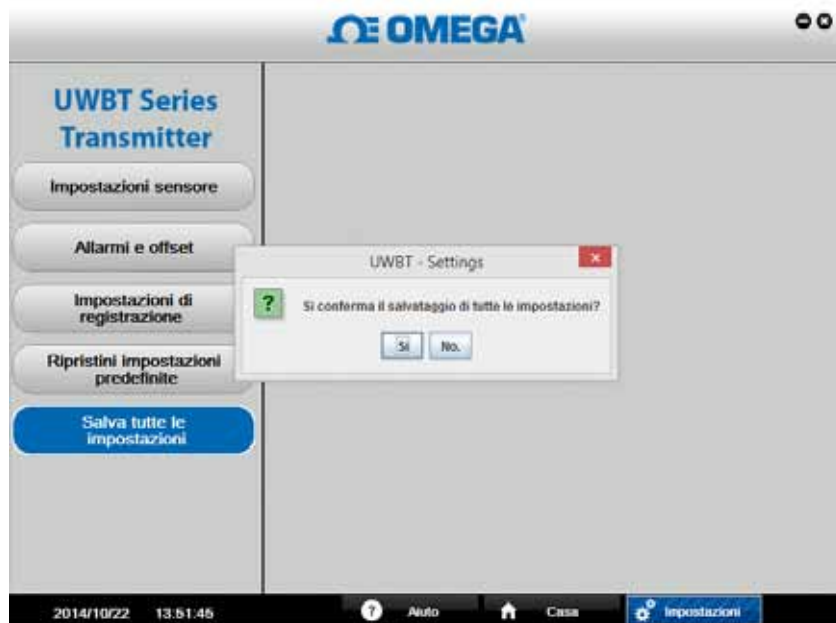 OMEGA
UWBT Series
Transmitter
Impostazioni sensore
Allarmi e offset
Impostazioni di
registrazione
Ripristini impostazioni
predefinite
Salva tutte le
impostazioni
UWBT - Settings
Si conferma il salvataggio di tutte le impostazioni?
Sì No.
2014/10/22 13:51:45 Aiuto Casa Impostazioni